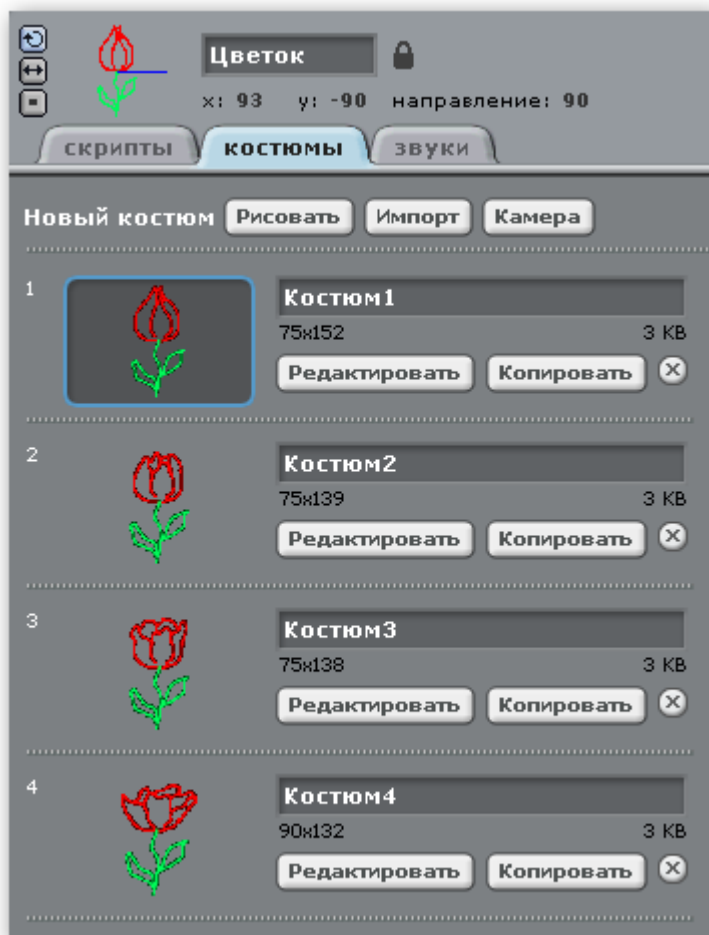 Цветок
x: 93 y: -90 направление: 90
скрипты костюмы звуки
Новый костюм Рисовать Импорт Камера
1 Костюм1
75x152 3 KB
Редактировать Копировать
2 Костюм2
75x139 3 KB
Редактировать Копировать
3 Костюм3
75x138 3 KB
Редактировать Копировать
4 Костюм4
90x132 3 KB
Редактировать Копировать